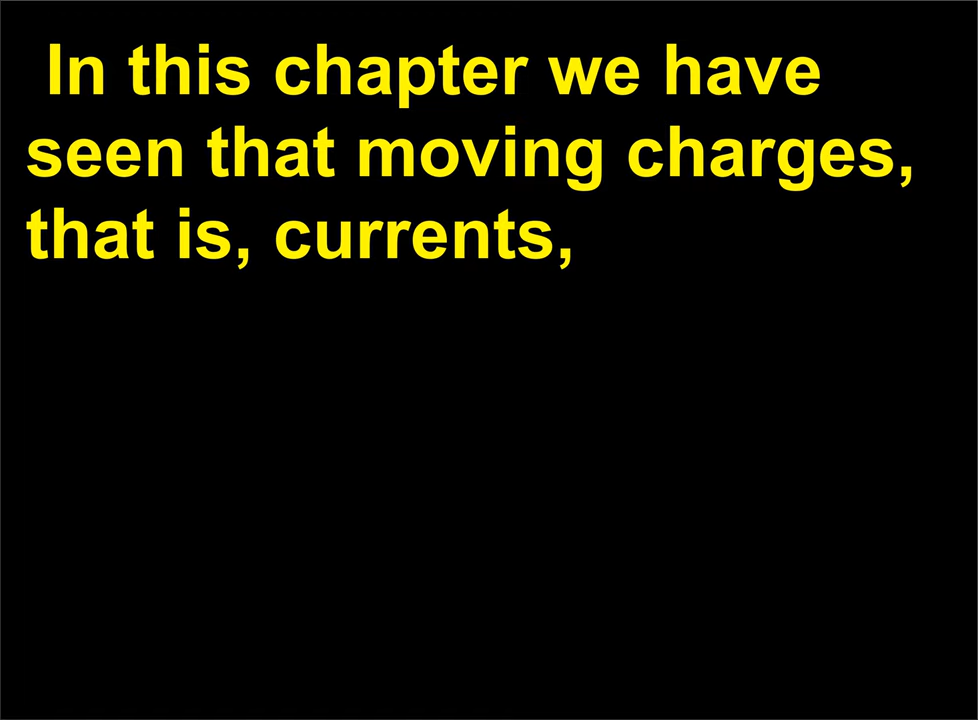 In this chapter we have
seen that moving charges,
that is, currents,